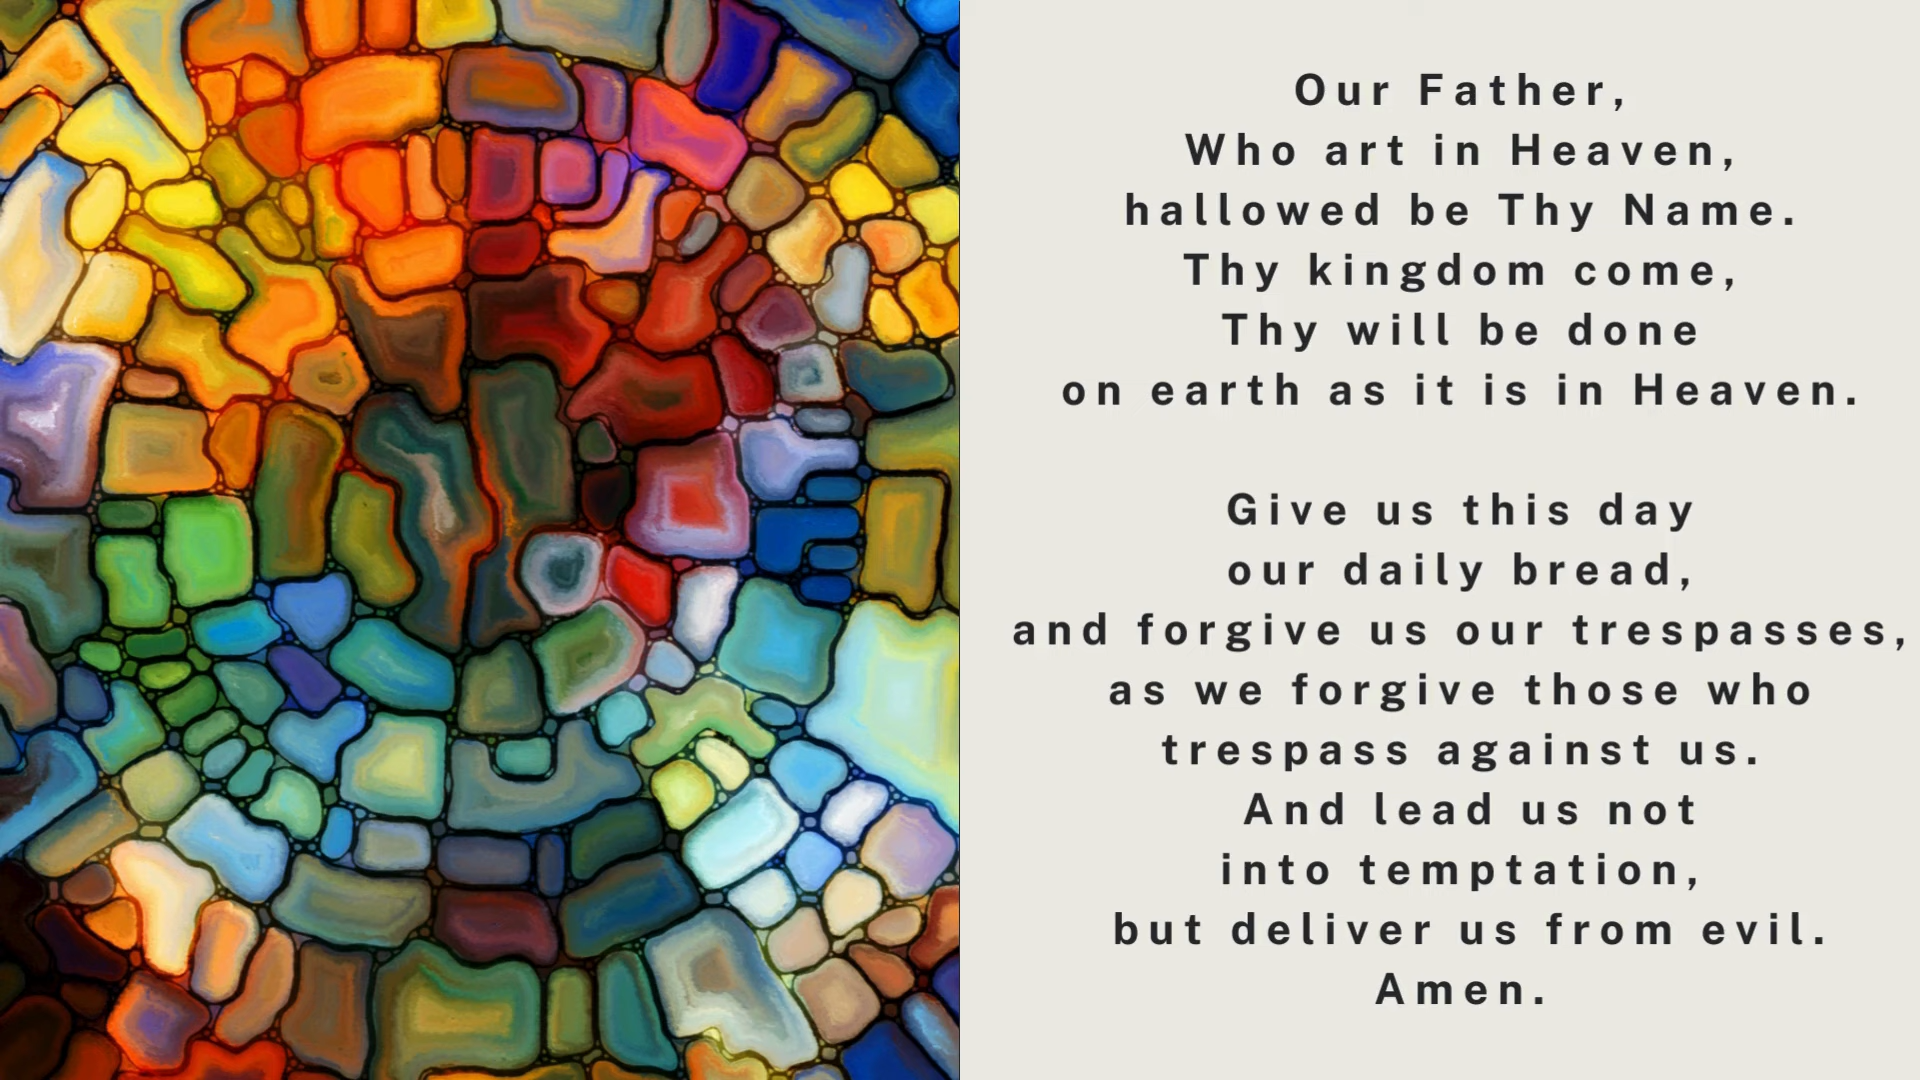 Our Father,
Who art in Heaven,
hallowed be Thy Name.
Thy kingdom come,
Thy will be done
on earth as it is in Heaven.
Give us this day
our daily bread,
and forgive us our trespasses,
as we forgive those who
trespass against us.
And lead us not
into temptation,
but deliver us from evil.
Amen.